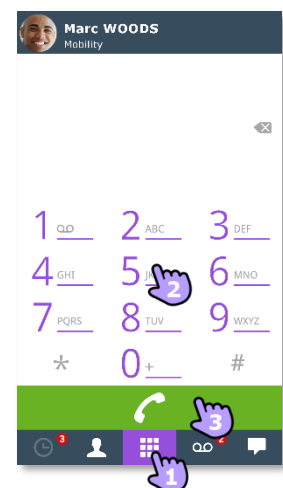 Marc WOODS
Mobility
1 2 ABC 3 DEF
4 GHI 5 JK 6 MNO
7 PQRS 8 TUV 9 WXYZ
* 0 + #
2
3
3 2
1